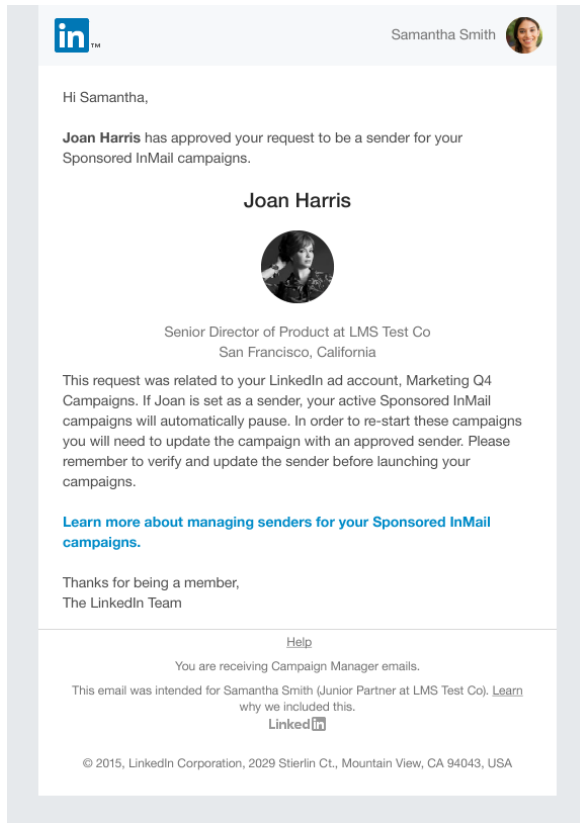 in™
Samantha Smith
Hi Samantha,
Joan Harris has approved your request to be a sender for your
Sponsored InMail campaigns.
Joan Harris
Senior Director of Product at LMS Test Co
San Francisco, California
This request was related to your LinkedIn ad account, Marketing Q4
Campaigns. If Joan is set as a sender, your active Sponsored InMail
campaigns will automatically pause. In order to re-start these campaigns
you will need to update the campaign with an approved sender. Please
remember to verify and update the sender before launching your
campaigns.
Learn more about managing senders for your Sponsored InMail
campaigns.
Thanks for being a member,
The LinkedIn Team
Help
You are receiving Campaign Manager emails.
This email was intended for Samantha Smith (Junior Partner at LMS Test Co). Learn
why we included this.
Linkedin
© 2015, LinkedIn Corporation, 2029 Stierlin Ct., Mountain View, CA 94043, USA